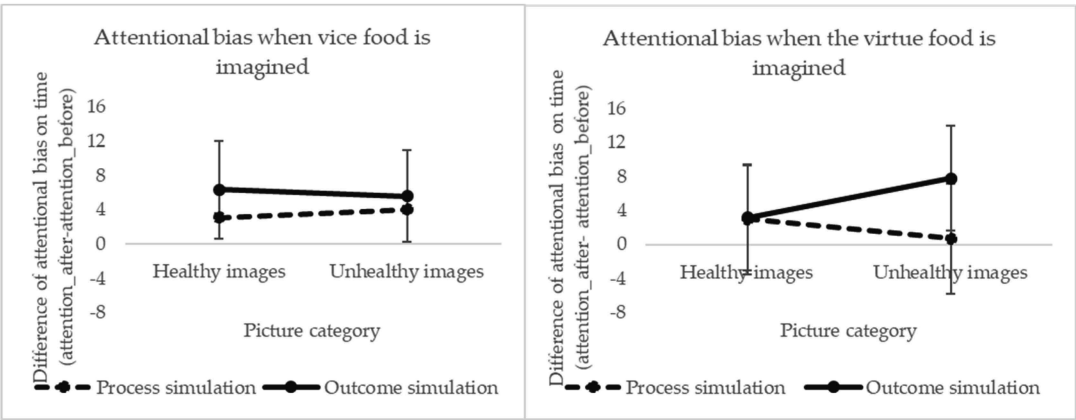 Attentional bias when vice food is
imagined
Difference of attentional bias on time
(attention_after-attention_before)
16
12
8
4
0
-4
-8
Healthy images
Unhealthy images
Picture category
Process simulation
Outcome simulation
Attentional bias when the virtue food is
imagined
Difference of attentional bias on time
(attention_after- attention_before)
16
12
8
4
0
-4
-8
Healthy images
Unhealthy images
Picture category
Process simulation
Outcome simulation